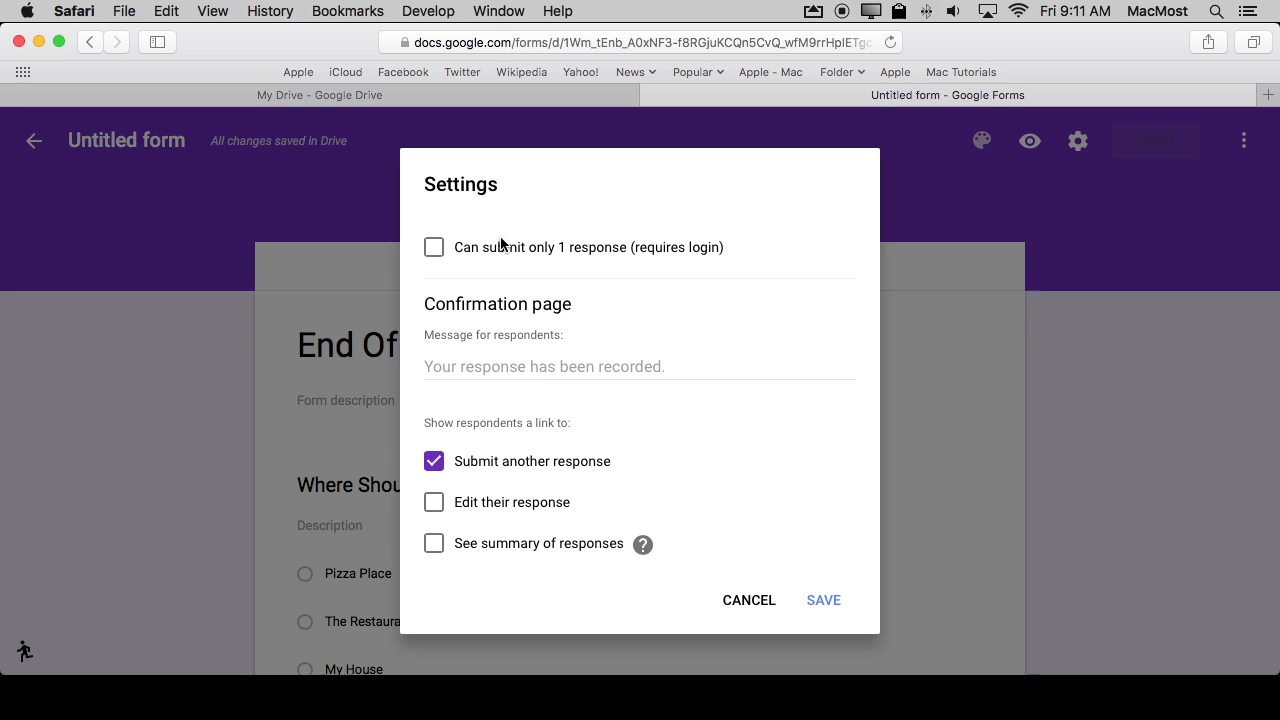 Safari File Edit View History Bookmarks Develop Window Help Fri 9:11 AM MacMost
docs.google.com/forms/d/1Wm_tEnb_A0xNF3-f8RGjuKCQn5CvQ_wfM9rrHpIETgc
Apple iCloud Facebook Twitter Wikipedia Yahoo! News Popular Apple - Mac Folder Apple Mac Tutorials
My Drive - Google Drive Untitled form - Google Forms
Untitled form All changes saved in Drive
Settings
Can submit only 1 response (requires login)
Confirmation page
End Of
Message for respondents:
Your response has been recorded.
Form description
Show respondents a link to:
Submit another response
Where Shou
Edit their response
Description
See summary of responses ?
Pizza Place
CANCEL SAVE
The Restaura
My House